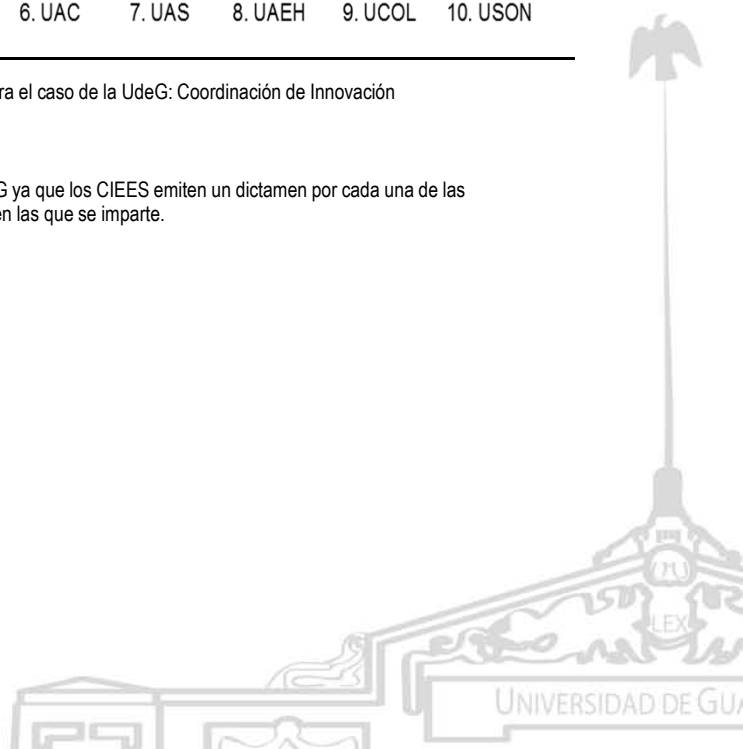 6. UAC 7. UAS 8. UAEH 9. UCOL 10. USON
ra el caso de la UdeG: Coordinación de Innovación
G ya que los CIEES emiten un dictamen por cada una de las
en las que se imparte.
LEX
UNIVERSIDAD DE GUA